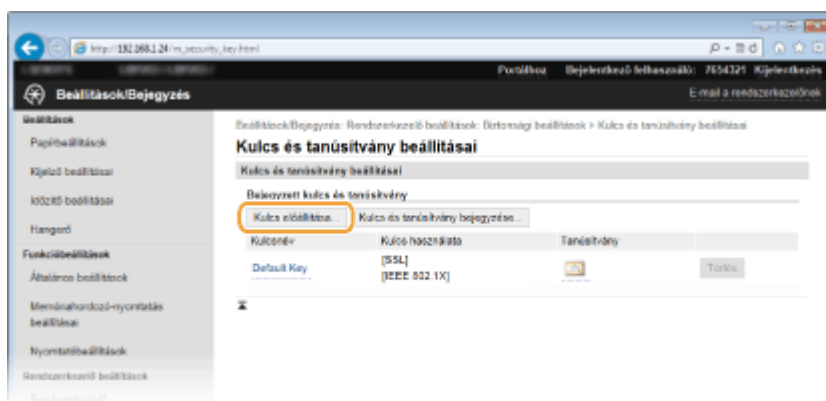 http://192.168.1.24/m_security_key.html
Portálhoz Bejelentkező felhasználó: 7654321 Kijelentkezés
Beállítások/Bejegyzés E-mail a rendszerkezelőnek
Beállítások
Beállítások/Bejegyzés: Rendszerkezelő beállítások: Biztonsági beállítások > Kulcs és tanúsítvány beállításai
Papírbeállítások
Kulcs és tanúsítvány beállításai
Kijelző beállításai
Kulcs és tanúsítvány beállításai
Időzítő beállításai
Bejegyzett kulcs és tanúsítvány
Kulcs előállítása... Kulcs és tanúsítvány bejegyzése...
Hangerő
Kulcsnév Kulcs használata Tanúsítvány
Funkcióbeállítások
Default Key [SSL] Törlés
[IEEE 802.1X]
Általános beállítások
Memóriahordozó-nyomtatás
beállításai
Nyomtatóbeállítások
Rendszerkezelő beállítások